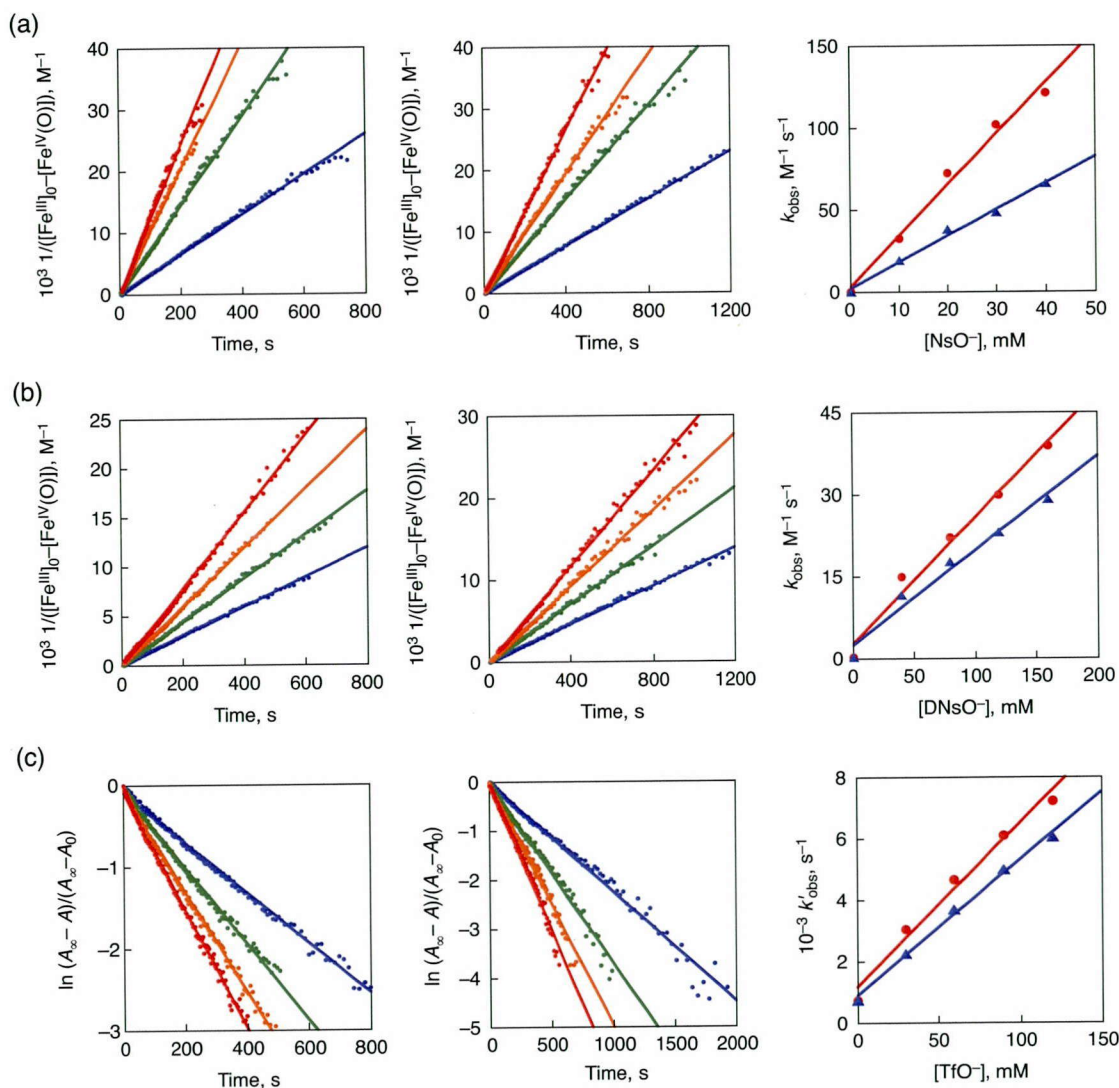 (a)
10³ 1/([Feᴵᴵᴵ]₀–[Feᴵⱽ(O)]), M⁻¹
40
30
20
10
0
0 200 400 600 800
Time, s
10³ 1/([Feᴵᴵᴵ]₀–[Feᴵⱽ(O)]), M⁻¹
40
30
20
10
0
0 400 800 1200
Time, s
k_obs, M⁻¹ s⁻¹
150
100
50
0
0 10 20 30 40 50
[NsO⁻], mM
(b)
10³ 1/([Feᴵᴵᴵ]₀–[Feᴵⱽ(O)]), M⁻¹
25
20
15
10
5
0
0 200 400 600 800
Time, s
10³ 1/([Feᴵᴵᴵ]₀–[Feᴵⱽ(O)]), M⁻¹
30
20
10
0
0 400 800 1200
Time, s
k_obs, M⁻¹ s⁻¹
45
30
15
0
0 50 100 150 200
[DNsO⁻], mM
(c)
ln (A∞ – A)/(A∞–A₀)
0
–1
–2
–3
0 200 400 600 800
Time, s
ln (A∞ – A)/(A∞–A₀)
0
–1
–2
–3
–4
–5
0 500 1000 1500 2000
Time, s
10⁻³ k′_obs, s⁻¹
8
6
4
2
0
0 50 100 150
[TfO⁻], mM